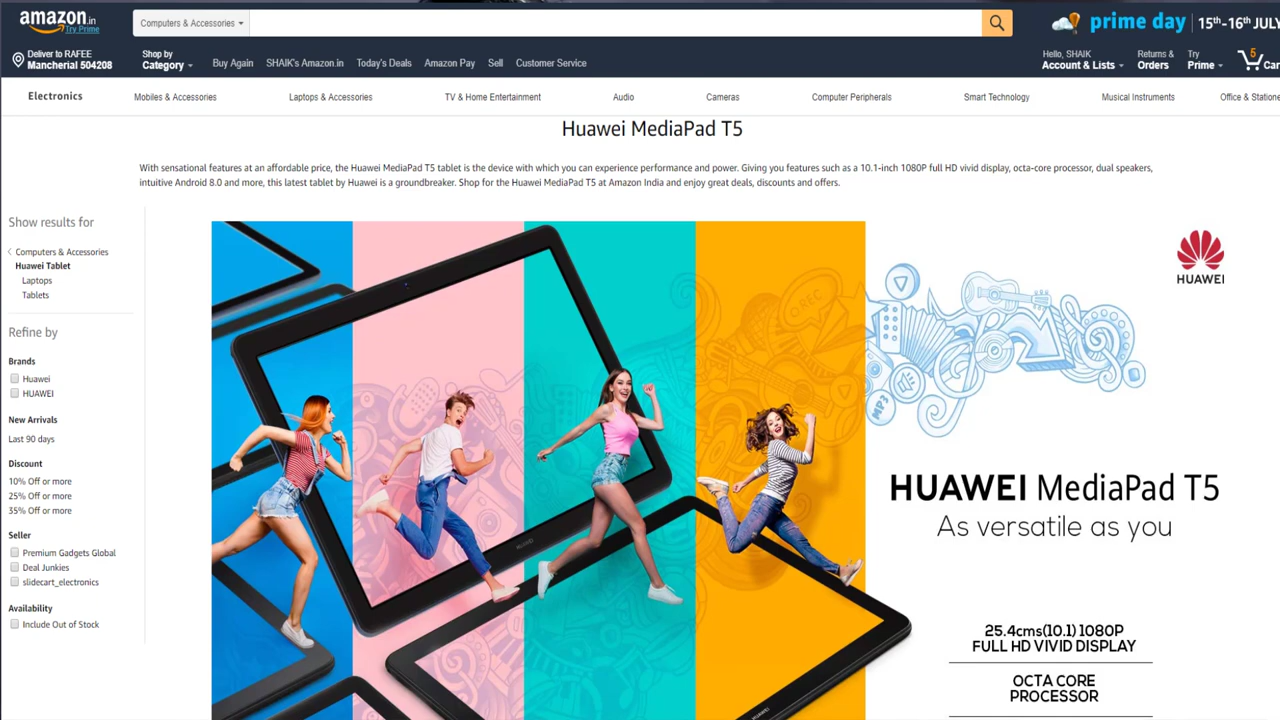 amazon.in
Try Prime
Computers & Accessories
prime day
15th-16th JULY
Deliver to RAFEE
Mancherial 504208
Shop by
Category
Buy Again
SHAIK's Amazon.in
Today's Deals
Amazon Pay
Sell
Customer Service
Hello, SHAIK
Account & Lists
Returns &
Orders
Try
Prime
5
Car
Electronics
Mobiles & Accessories
Laptops & Accessories
TV & Home Entertainment
Audio
Cameras
Computer Peripherals
Smart Technology
Musical Instruments
Office & Statione
Huawei MediaPad T5
With sensational features at an affordable price, the Huawei MediaPad T5 tablet is the device with which you can experience performance and power. Giving you features such as a 10.1-inch 1080P full HD vivid display, octa-core processor, dual speakers,
intuitive Android 8.0 and more, this latest tablet by Huawei is a groundbreaker. Shop for the Huawei MediaPad T5 at Amazon India and enjoy great deals, discounts and offers.
Show results for
Computers & Accessories
Huawei Tablet
Laptops
Tablets
Refine by
Brands
Huawei
HUAWEI
New Arrivals
Last 90 days
Discount
10% Off or more
25% Off or more
35% Off or more
Seller
Premium Gadgets Global
Deal Junkies
slidecart_electronics
Availability
Include Out of Stock
REC
MP3
HUAWEI
HUAWEI
HUAWEI
HUAWEI MediaPad T5
As versatile as you
25.4cms(10.1) 1080P
FULL HD VIVID DISPLAY
OCTA CORE
PROCESSOR